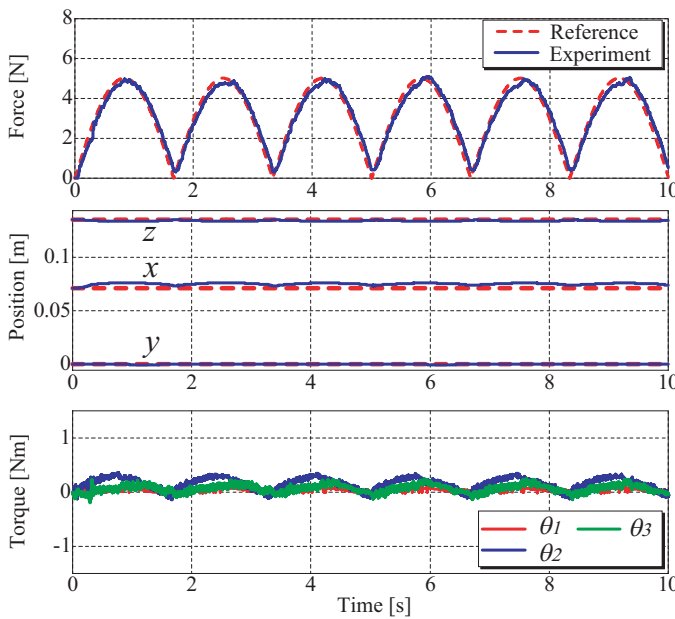 Force [N]
8
6
4
2
0
Reference
Experiment
0 2 4 6 8 10
Position [m]
0.1
0.05
0
z
x
y
0 2 4 6 8 10
Torque [Nm]
1
0
-1
θ1 θ3
θ2
0 2 4 6 8 10
Time [s]